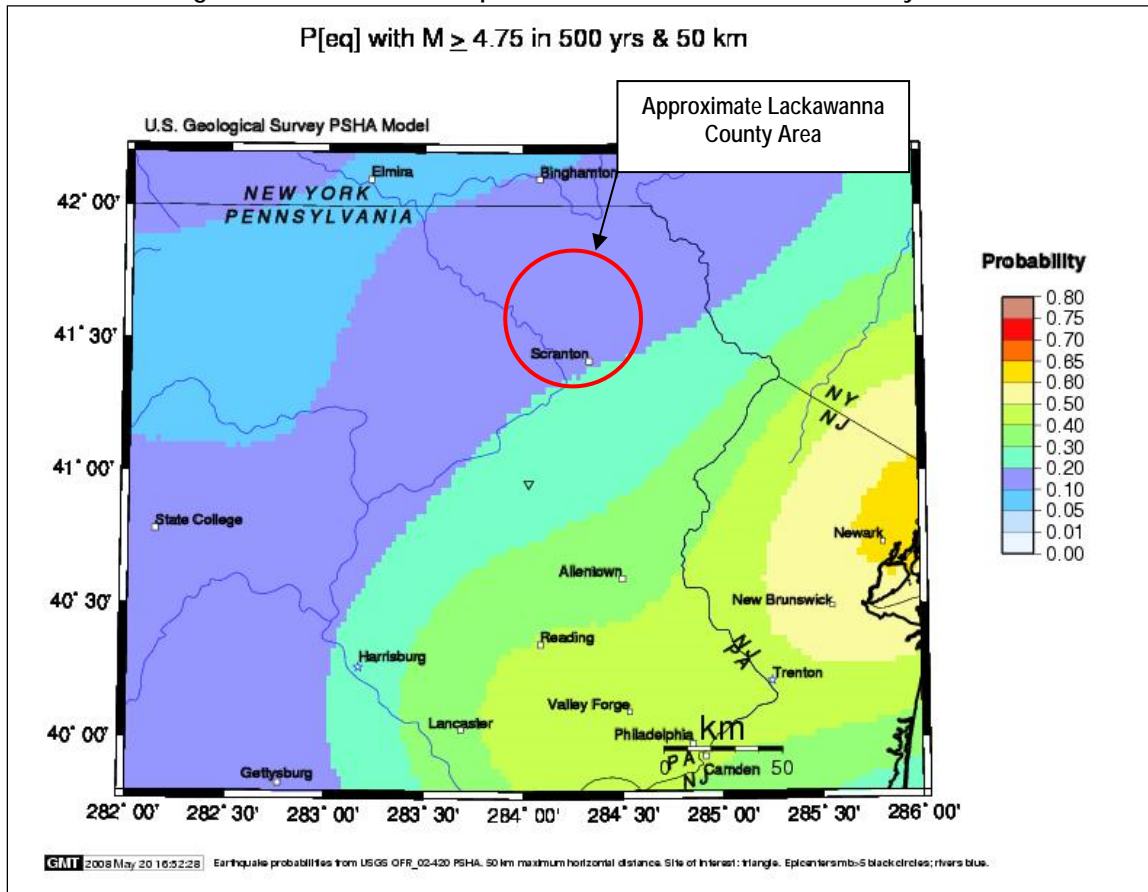 P[eq] with M ≥ 4.75 in 500 yrs & 50 km
Approximate Lackawanna
County Area
U.S. Geological Survey PSHA Model
Elmira
Binghamton
NEW YORK
PENNSYLVANIA
Scranton
NY
NJ
State College
Newark
Allentown
New Brunswick
Reading
NJ
PA
Harrisburg
Trenton
Valley Forge
Lancaster
Philadelphia
km
0
50
PA
NJ
Camden
Gettysburg
42° 00'
41° 30'
41° 00'
40° 30'
40° 00'
282° 00'
282° 30'
283° 00'
283° 30'
284° 00'
284° 30'
285° 00'
285° 30'
286° 00'
Probability
0.80
0.75
0.65
0.60
0.50
0.40
0.30
0.20
0.10
0.05
0.01
0.00
GMT 2008 May 20 16:52:28 Earthquake probabilities from USGS OFR_02-420 PSHA. 50 km maximum horizontal distance. Site of interest: triangle. Epicenters mb>5 black circles; rivers blue.